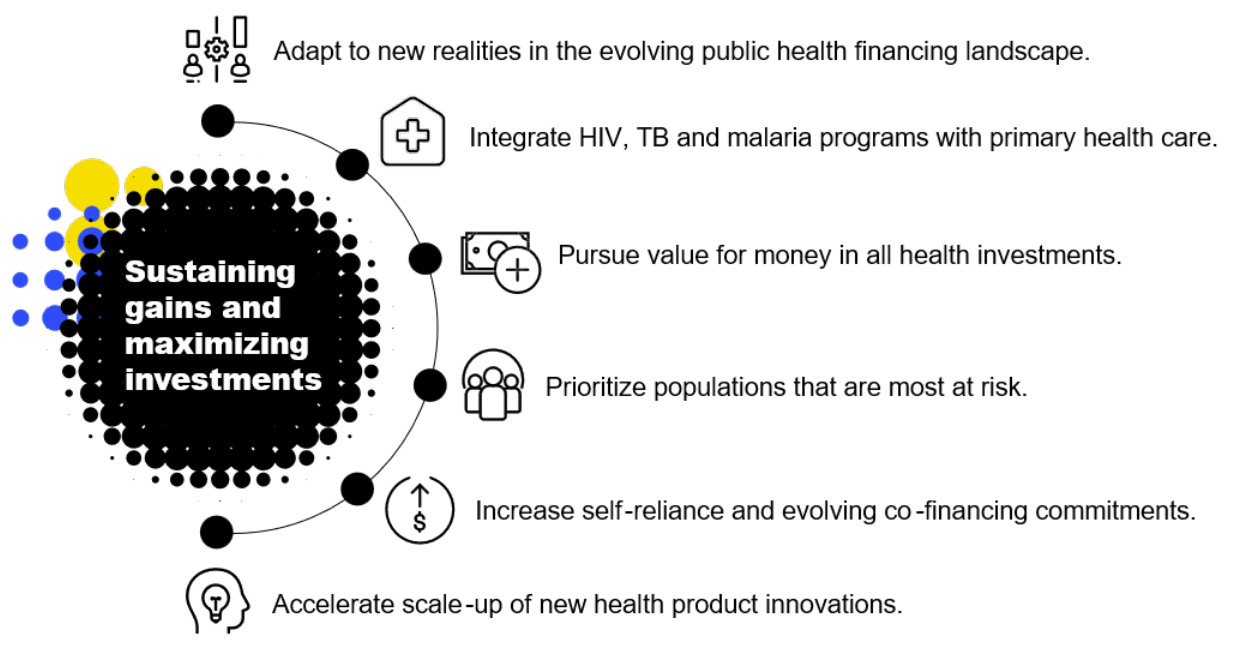 Adapt to new realities in the evolving public health financing landscape.
Integrate HIV, TB and malaria programs with primary health care.
Pursue value for money in all health investments.
Sustaining
gains and
maximizing
investments
Prioritize populations that are most at risk.
Increase self-reliance and evolving co-financing commitments.
$
Accelerate scale-up of new health product innovations.